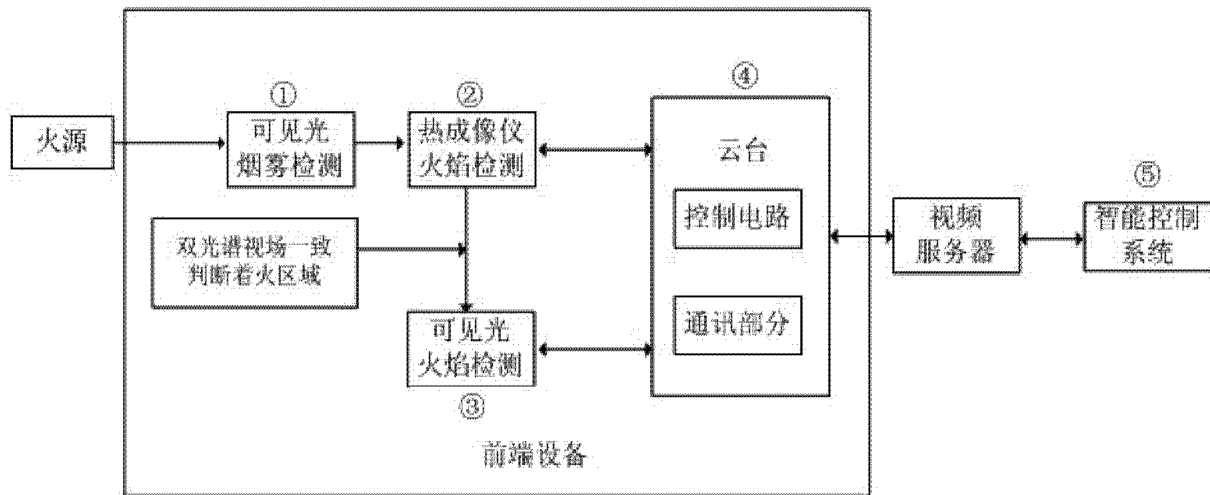 火源
①
可见光
烟雾检测
②
热成像仪
火焰检测
双光谱视场一致
判断着火区域
可见光
火焰检测
③
④
云台
控制电路
通讯部分
视频
服务器
⑤
智能控制
系统
前端设备